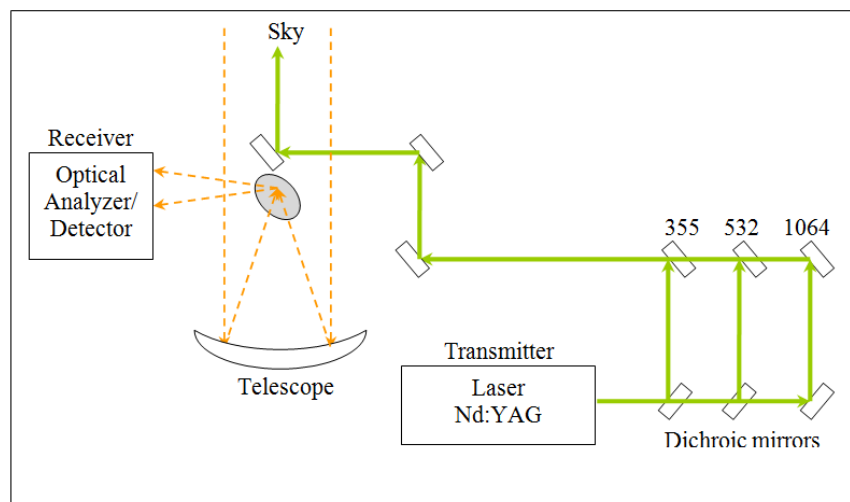 Sky
Receiver
Optical
Analyzer/
Detector
355 532 1064
Transmitter
Laser
Nd:YAG
Telescope
Dichroic mirrors